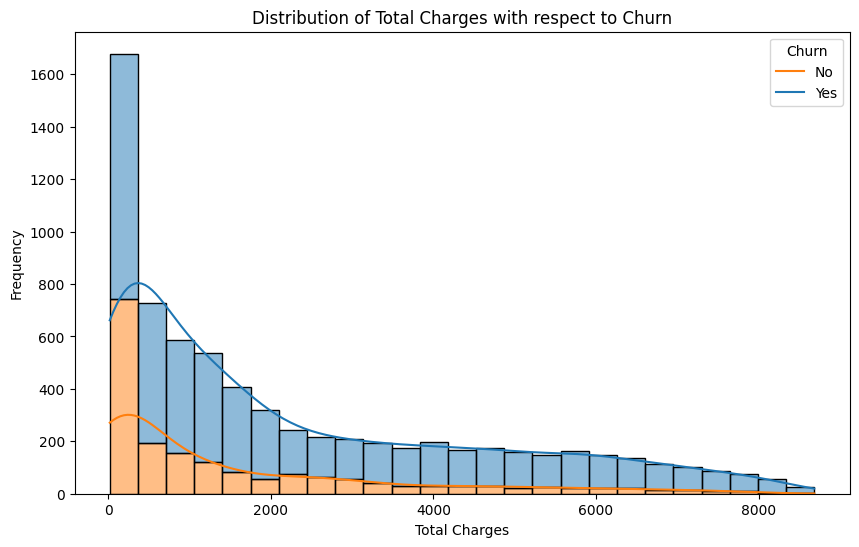 Distribution of Total Charges with respect to Churn
Churn
No
Yes
1600
1400
1200
1000
800
600
400
200
0
Frequency
0 2000 4000 6000 8000
Total Charges